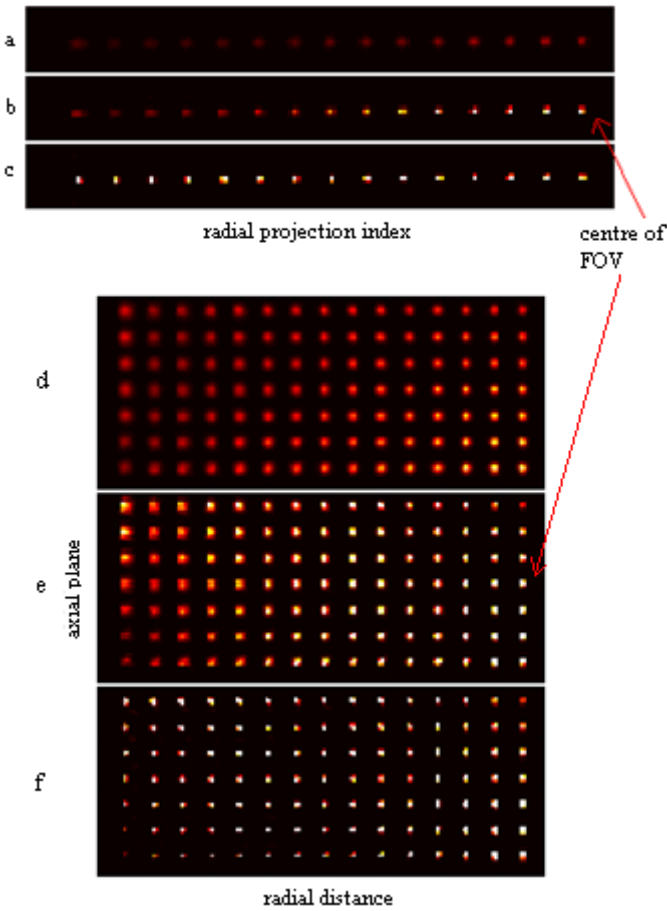 a
b
c
radial projection index
centre of
FOV
d
e
f
axial plane
radial distance